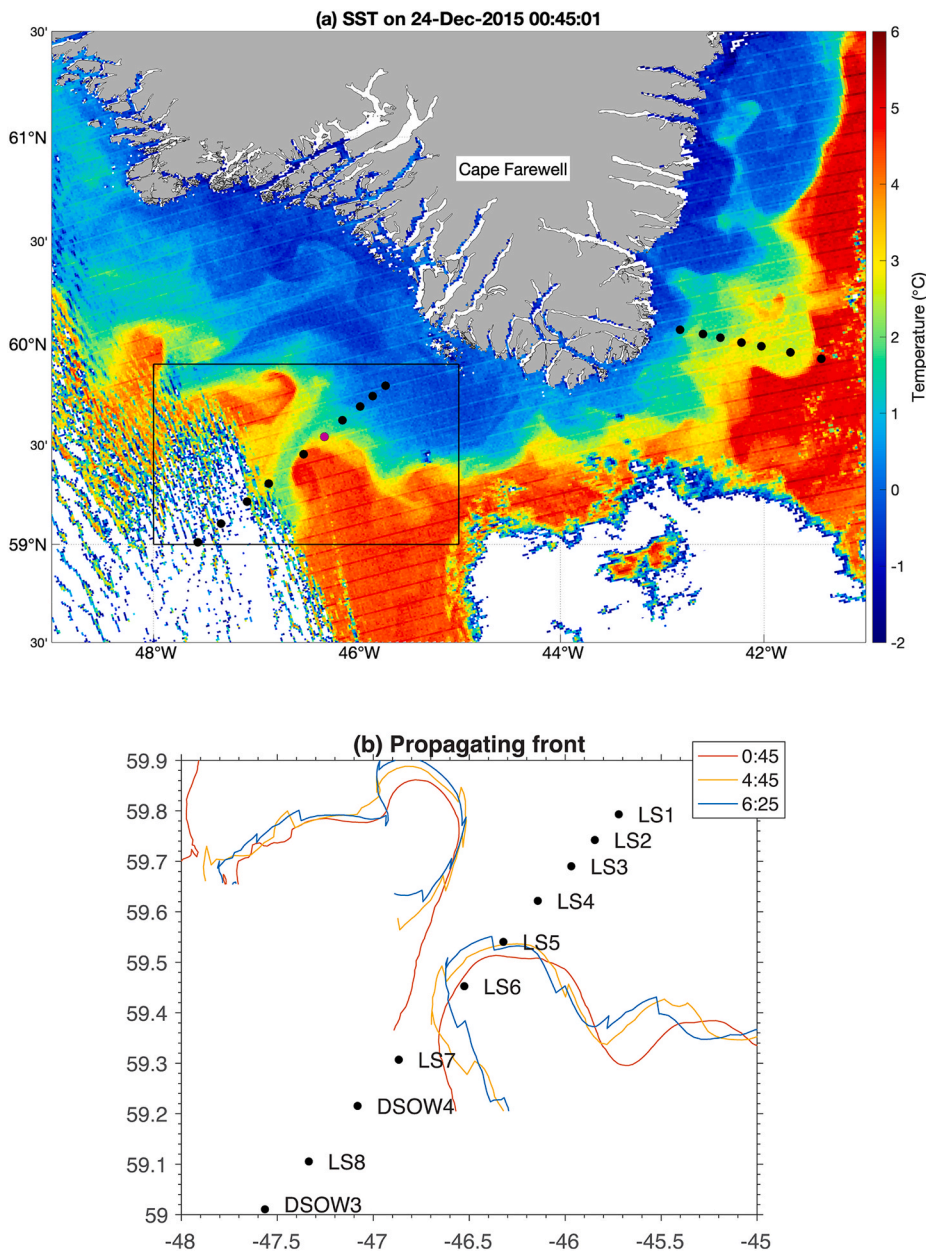 (a) SST on 24-Dec-2015 00:45:01
30'
61°N
30'
60°N
30'
59°N
30'
48°W
46°W
44°W
42°W
Cape Farewell
6
5
4
3
2
1
0
-1
-2
Temperature (°C)
(b) Propagating front
0:45
4:45
6:25
59.9
59.8
59.7
59.6
59.5
59.4
59.3
59.2
59.1
59
LS1
LS2
LS3
LS4
LS5
LS6
LS7
DSOW4
LS8
DSOW3
-48
-47.5
-47
-46.5
-46
-45.5
-45